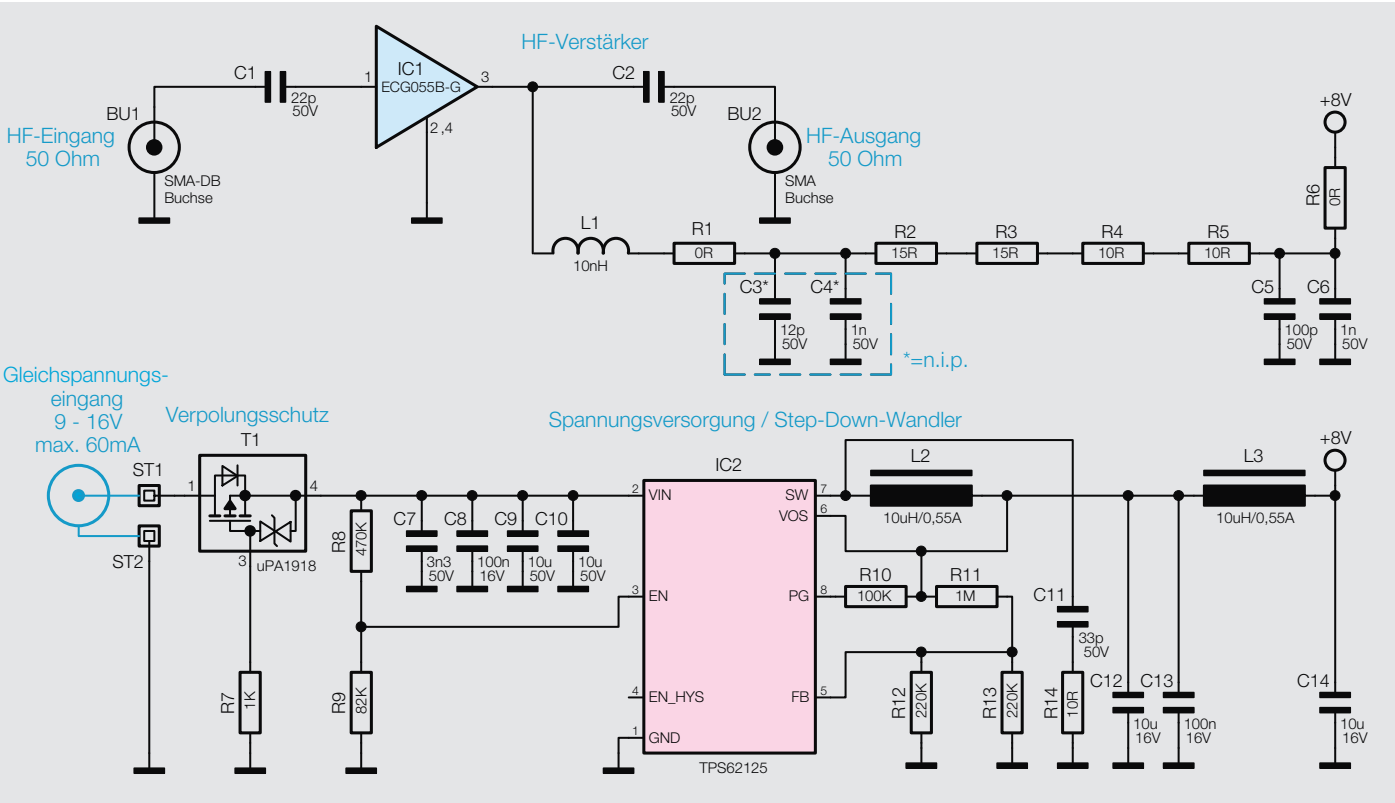 HF-Verstärker
C1
22p
50V
1
IC1
ECG055B-G
3
2,4
C2
22p
50V
BU1
HF-Eingang
50 Ohm
SMA-DB
Buchse
BU2
HF-Ausgang
50 Ohm
SMA
Buchse
+8V
R6
0R
L1
10nH
R1
0R
R2
15R
R3
15R
R4
10R
R5
10R
C3*
12p
50V
C4*
1n
50V
*=n.i.p.
C5
100p
50V
C6
1n
50V
Gleichspannungs-
eingang
9 - 16V
max. 60mA
Verpolungsschutz
T1
ST1
1
4
3
uPA1918
ST2
R7
1K
R8
470K
R9
82K
C7
3n3
50V
C8
100n
16V
C9
10u
50V
C10
10u
50V
Spannungsversorgung / Step-Down-Wandler
IC2
2
VIN
3
EN
4
EN_HYS
1
GND
SW
7
VOS
6
PG
8
FB
5
TPS62125
L2
10uH/0,55A
R10
100K
R11
1M
R12
220K
R13
220K
C11
33p
50V
R14
10R
C12
10u
16V
C13
100n
16V
L3
10uH/0,55A
+8V
C14
10u
16V